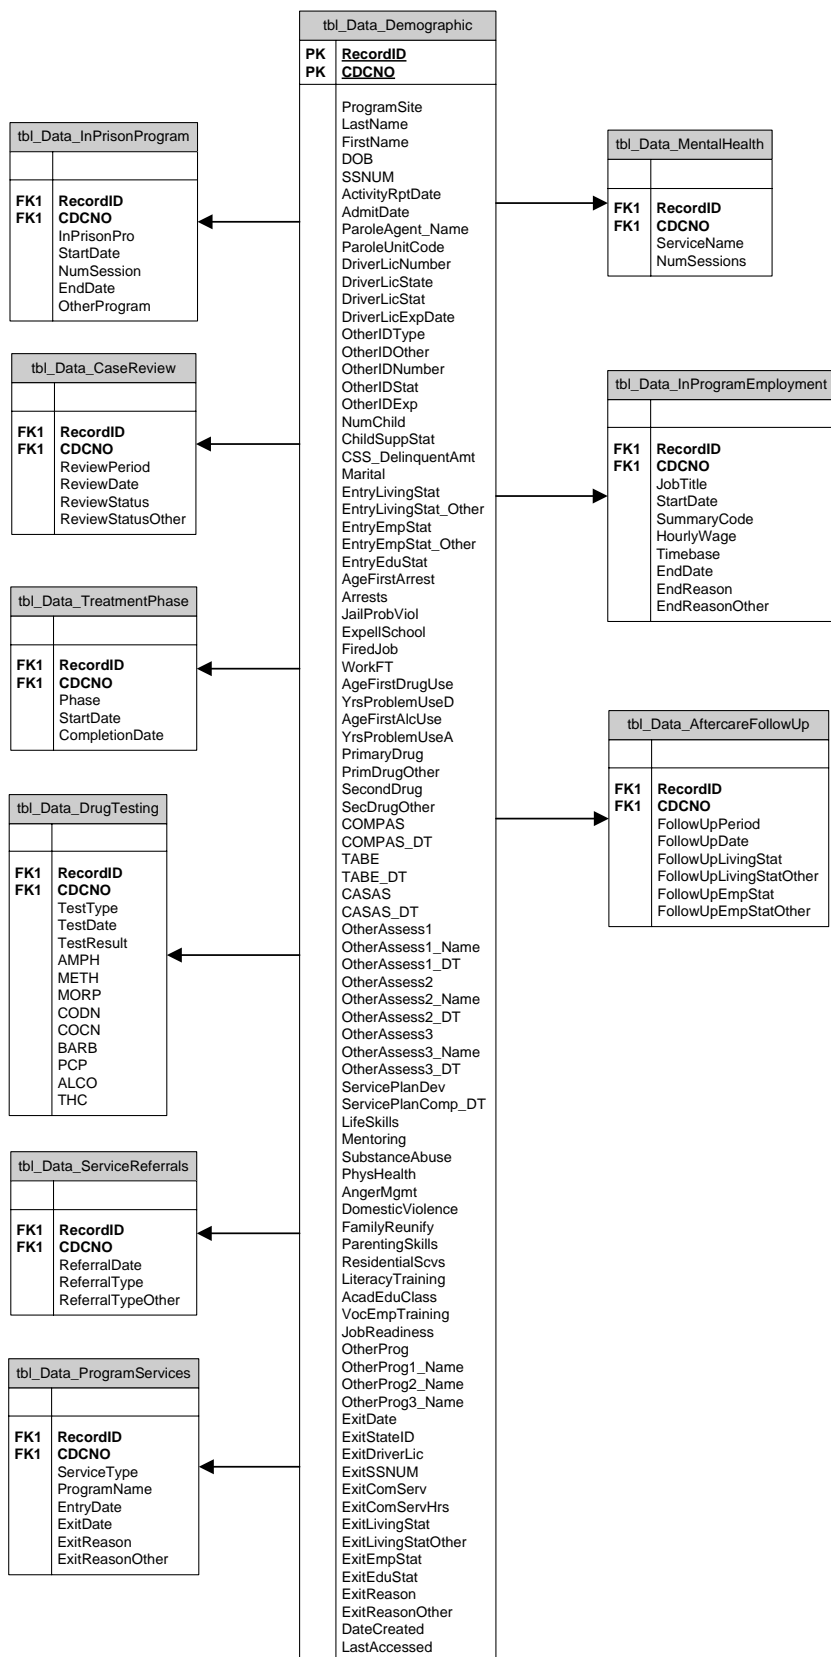 tbl_Data_Demographic
PK RecordID
PK CDCNO
ProgramSite
LastName
FirstName
DOB
SSNUM
ActivityRptDate
AdmitDate
ParoleAgent_Name
ParoleUnitCode
DriverLicNumber
DriverLicState
DriverLicStat
DriverLicExpDate
OtherIDType
OtherIDOther
OtherIDNumber
OtherIDStat
OtherIDExp
NumChild
ChildSuppStat
CSS_DelinquentAmt
Marital
EntryLivingStat
EntryLivingStat_Other
EntryEmpStat
EntryEmpStat_Other
EntryEduStat
AgeFirstArrest
Arrests
JailProbViol
ExpellSchool
FiredJob
WorkFT
AgeFirstDrugUse
YrsProblemUseD
AgeFirstAlcUse
YrsProblemUseA
PrimaryDrug
PrimDrugOther
SecondDrug
SecDrugOther
COMPAS
COMPAS_DT
TABE
TABE_DT
CASAS
CASAS_DT
OtherAssess1
OtherAssess1_Name
OtherAssess1_DT
OtherAssess2
OtherAssess2_Name
OtherAssess2_DT
OtherAssess3
OtherAssess3_Name
OtherAssess3_DT
ServicePlanDev
ServicePlanComp_DT
LifeSkills
Mentoring
SubstanceAbuse
PhysHealth
AngerMgmt
DomesticViolence
FamilyReunify
ParentingSkills
ResidentialScvs
LiteracyTraining
AcadEduClass
VocEmpTraining
JobReadiness
OtherProg
OtherProg1_Name
OtherProg2_Name
OtherProg3_Name
ExitDate
ExitStateID
ExitDriverLic
ExitSSNUM
ExitComServ
ExitComServHrs
ExitLivingStat
ExitLivingStatOther
ExitEmpStat
ExitEduStat
ExitReason
ExitReasonOther
DateCreated
LastAccessed
tbl_Data_InPrisonProgram
FK1 RecordID
FK1 CDCNO
InPrisonPro
StartDate
NumSession
EndDate
OtherProgram
tbl_Data_CaseReview
FK1 RecordID
FK1 CDCNO
ReviewPeriod
ReviewDate
ReviewStatus
ReviewStatusOther
tbl_Data_TreatmentPhase
FK1 RecordID
FK1 CDCNO
Phase
StartDate
CompletionDate
tbl_Data_DrugTesting
FK1 RecordID
FK1 CDCNO
TestType
TestDate
TestResult
AMPH
METH
MORP
CODN
COCN
BARB
PCP
ALCO
THC
tbl_Data_ServiceReferrals
FK1 RecordID
FK1 CDCNO
ReferralDate
ReferralType
ReferralTypeOther
tbl_Data_ProgramServices
FK1 RecordID
FK1 CDCNO
ServiceType
ProgramName
EntryDate
ExitDate
ExitReason
ExitReasonOther
tbl_Data_MentalHealth
FK1 RecordID
FK1 CDCNO
ServiceName
NumSessions
tbl_Data_InProgramEmployment
FK1 RecordID
FK1 CDCNO
JobTitle
StartDate
SummaryCode
HourlyWage
Timebase
EndDate
EndReason
EndReasonOther
tbl_Data_AftercareFollowUp
FK1 RecordID
FK1 CDCNO
FollowUpPeriod
FollowUpDate
FollowUpLivingStat
FollowUpLivingStatOther
FollowUpEmpStat
FollowUpEmpStatOther